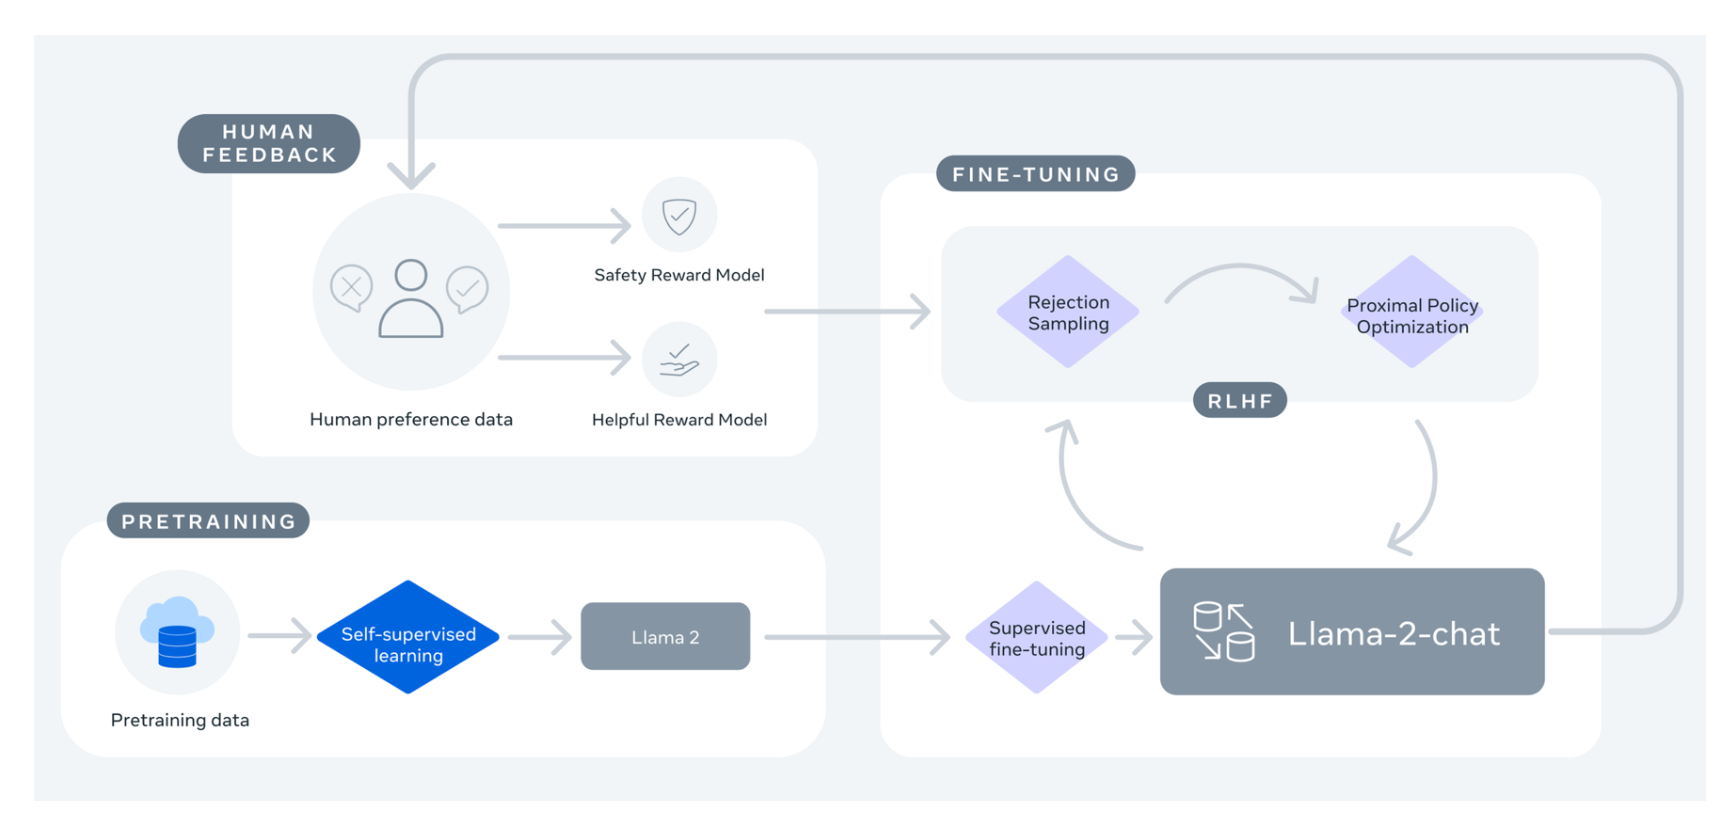 HUMAN
FEEDBACK
Safety Reward Model
Human preference data
Helpful Reward Model
FINE-TUNING
Rejection
Sampling
Proximal Policy
Optimization
RLHF
PRETRAINING
Pretraining data
Self-supervised
learning
Llama 2
Supervised
fine-tuning
Llama-2-chat